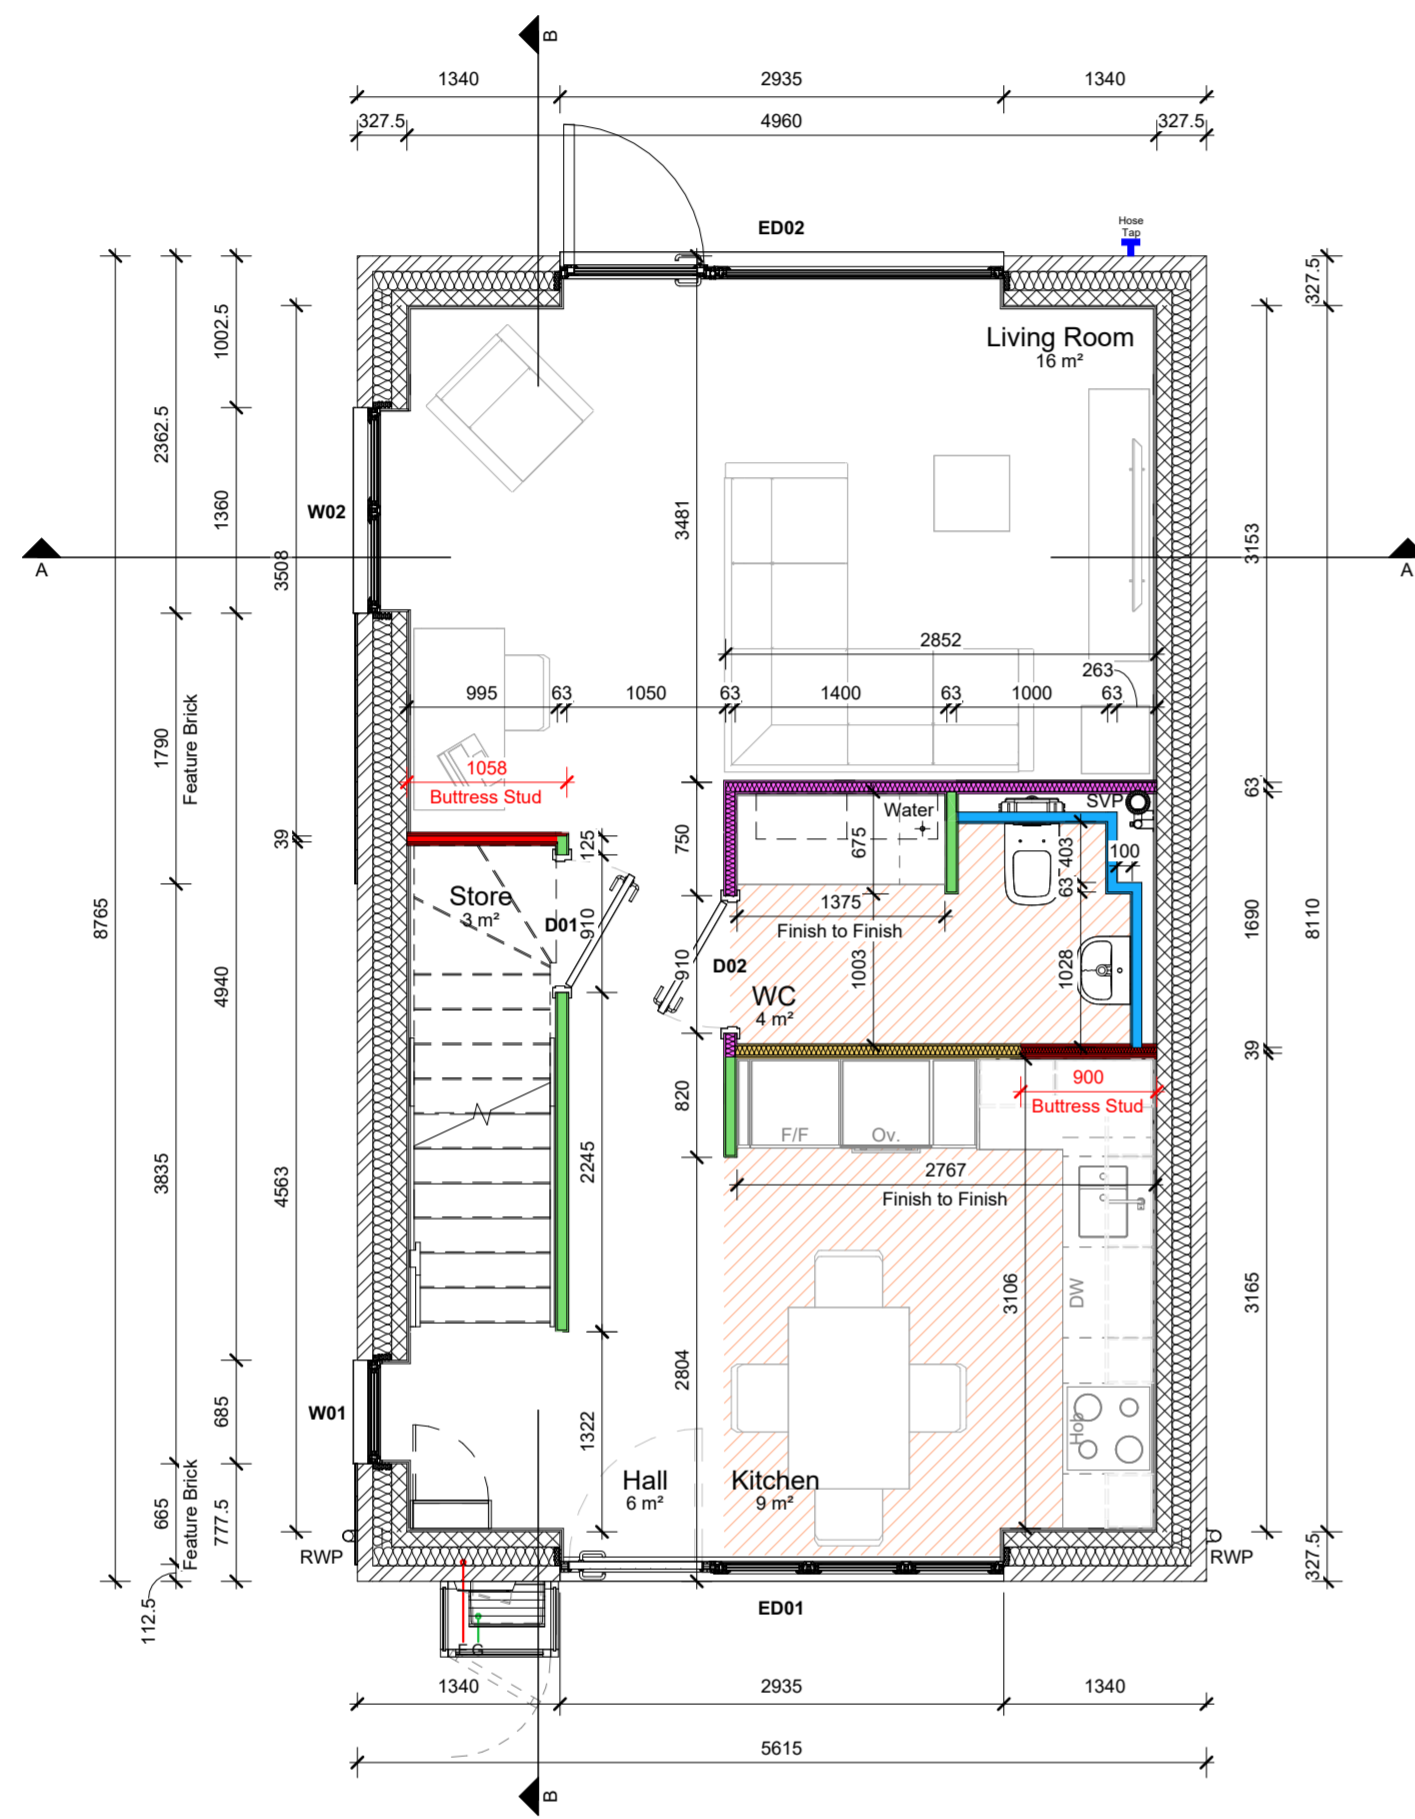 B
1340
2935
1340
327.5
4960
327.5
ED02
Hose
Tap
327.5
1002.5
2362.5
Living Room
16 m²
W02
1360
3481
3508
3153
A
A
2852
263
995
63
1050
63
1400
63
1000
63
Feature Brick
1790
1058
Buttress Stud
63
Water
SVP
39
125
750
675
403
100
63
Store
3 m²
D01
910
1375
Finish to Finish
8765
1690
8110
4940
910
D02
1003
1028
WC
4 m²
39
900
Buttress Stud
820
F/F
Ov.
2245
2767
Finish to Finish
3835
4563
3106
DW
3165
2804
W01
685
1322
Hob
Hall
6 m²
Kitchen
9 m²
665
Feature Brick
777.5
RWP
RWP
327.5
112.5
ED01
E G
1340
2935
1340
5615
B